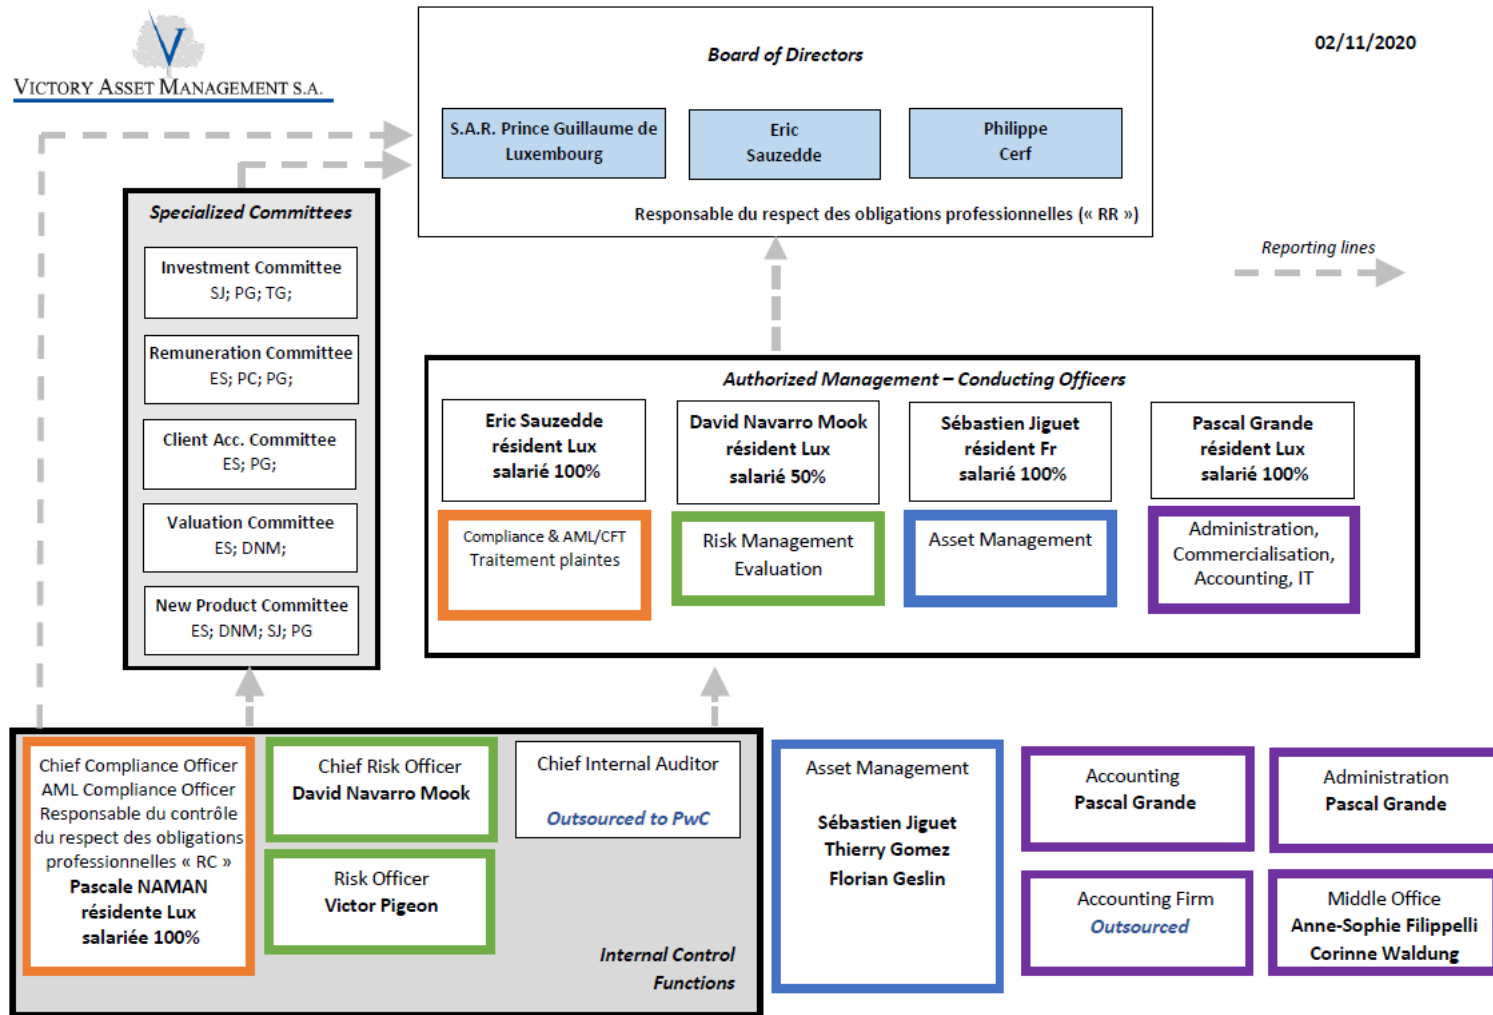 VICTORY ASSET MANAGEMENT S.A.
02/11/2020
Board of Directors
S.A.R. Prince Guillaume de
Luxembourg
Eric
Sauzedde
Philippe
Cerf
Responsable du respect des obligations professionnelles (« RR »)
Reporting lines
Specialized Committees
Investment Committee
SJ; PG; TG;
Remuneration Committee
ES; PC; PG;
Client Acc. Committee
ES; PG;
Valuation Committee
ES; DNM;
New Product Committee
ES; DNM; SJ; PG
Authorized Management – Conducting Officers
Eric Sauzedde
résident Lux
salarié 100%
David Navarro Mook
résident Lux
salarié 50%
Sébastien Jiguet
résident Fr
salarié 100%
Pascal Grande
résident Lux
salarié 100%
Compliance & AML/CFT
Traitement plaintes
Risk Management
Evaluation
Asset Management
Administration,
Commercialisation,
Accounting, IT
Chief Compliance Officer
AML Compliance Officer
Responsable du contrôle
du respect des obligations
professionnelles « RC »
Pascale NAMAN
résidente Lux
salariée 100%
Chief Risk Officer
David Navarro Mook
Risk Officer
Victor Pigeon
Chief Internal Auditor
Outsourced to PwC
Internal Control
Functions
Asset Management
Sébastien Jiguet
Thierry Gomez
Florian Geslin
Accounting
Pascal Grande
Accounting Firm
Outsourced
Administration
Pascal Grande
Middle Office
Anne-Sophie Filippelli
Corinne Waldung